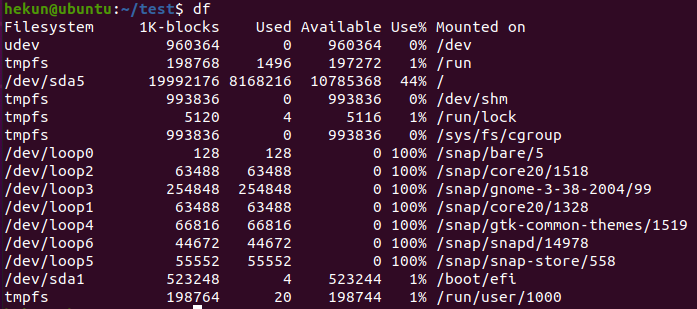 hekun@ubuntu:~/test$ df
Filesystem     1K-blocks    Used Available Use% Mounted on
udev              960364       0    960364   0% /dev
tmpfs             198768    1496    197272   1% /run
/dev/sda5       19992176 8168216  10785368  44% /
tmpfs             993836       0    993836   0% /dev/shm
tmpfs               5120       4      5116   1% /run/lock
tmpfs             993836       0    993836   0% /sys/fs/cgroup
/dev/loop0           128     128         0 100% /snap/bare/5
/dev/loop2         63488   63488         0 100% /snap/core20/1518
/dev/loop3        254848  254848         0 100% /snap/gnome-3-38-2004/99
/dev/loop1         63488   63488         0 100% /snap/core20/1328
/dev/loop4         66816   66816         0 100% /snap/gtk-common-themes/1519
/dev/loop6         44672   44672         0 100% /snap/snapd/14978
/dev/loop5         55552   55552         0 100% /snap/snap-store/558
/dev/sda1         523248       4    523244   1% /boot/efi
tmpfs             198764      20    198744   1% /run/user/1000